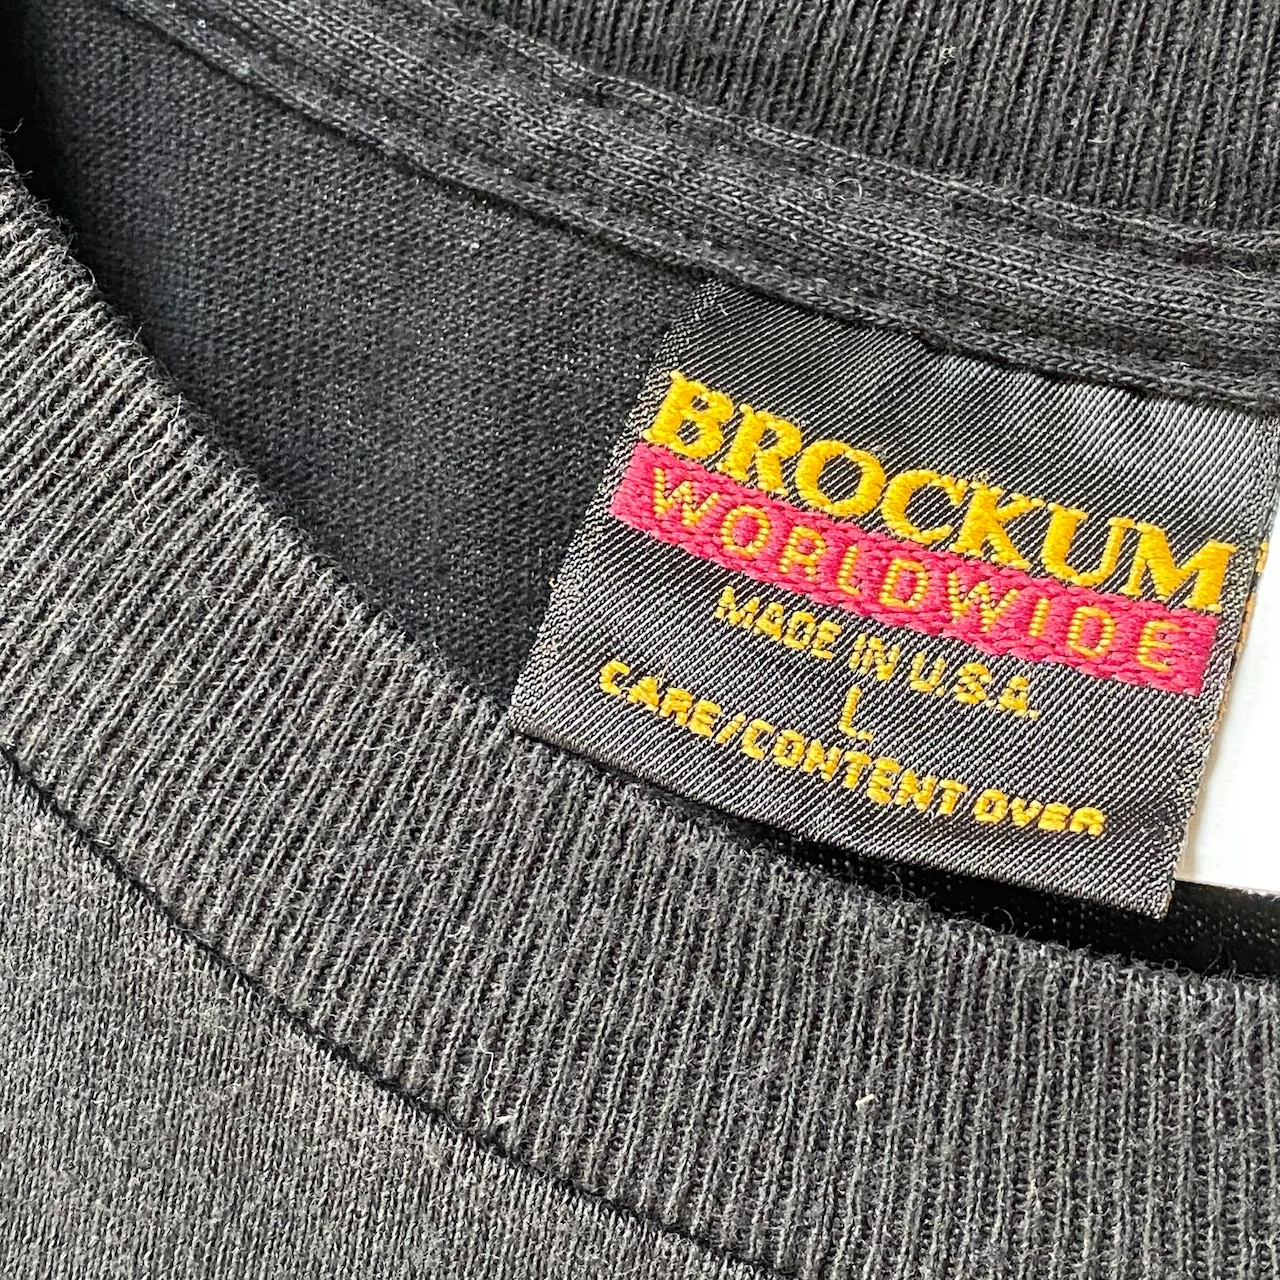 BROCKUM
WORLDWIDE
MADE IN U.S.A.
L
CARE/CONTENT OVER